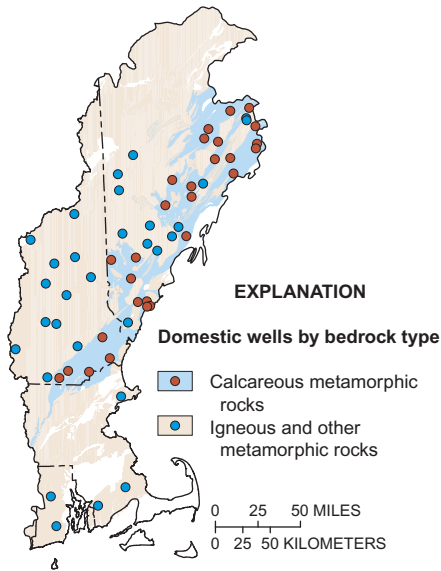 EXPLANATION
Domestic wells by bedrock type
Calcareous metamorphic
rocks
Igneous and other
metamorphic rocks
0 25 50 MILES
0 25 50 KILOMETERS